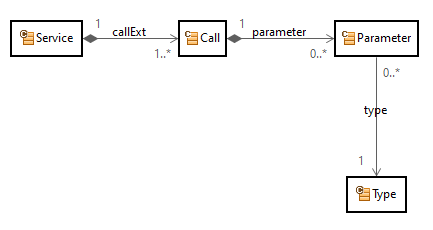 1 callExt 1 parameter
Service Call Parameter
1..* 0..* 0..*
type
1
Type